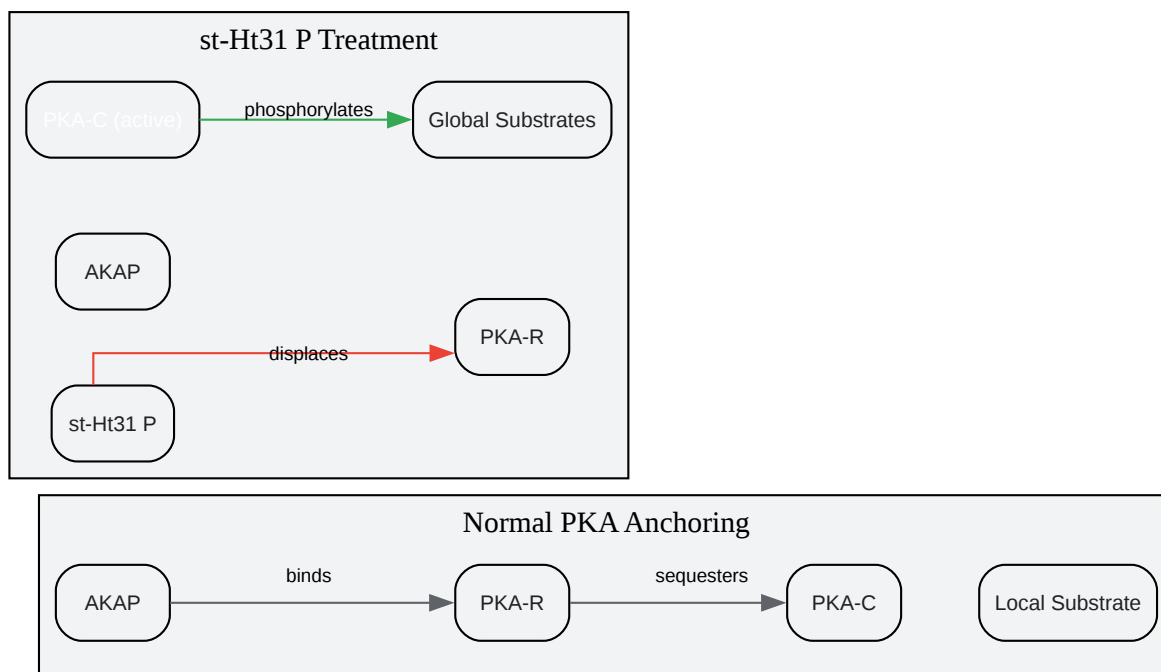 st-Ht31 P Treatment
PKA-C (active)
phosphorylates
Global Substrates
AKAP
PKA-R
displaces
st-Ht31 P
Normal PKA Anchoring
AKAP
binds
PKA-R
sequesters
PKA-C
Local Substrate